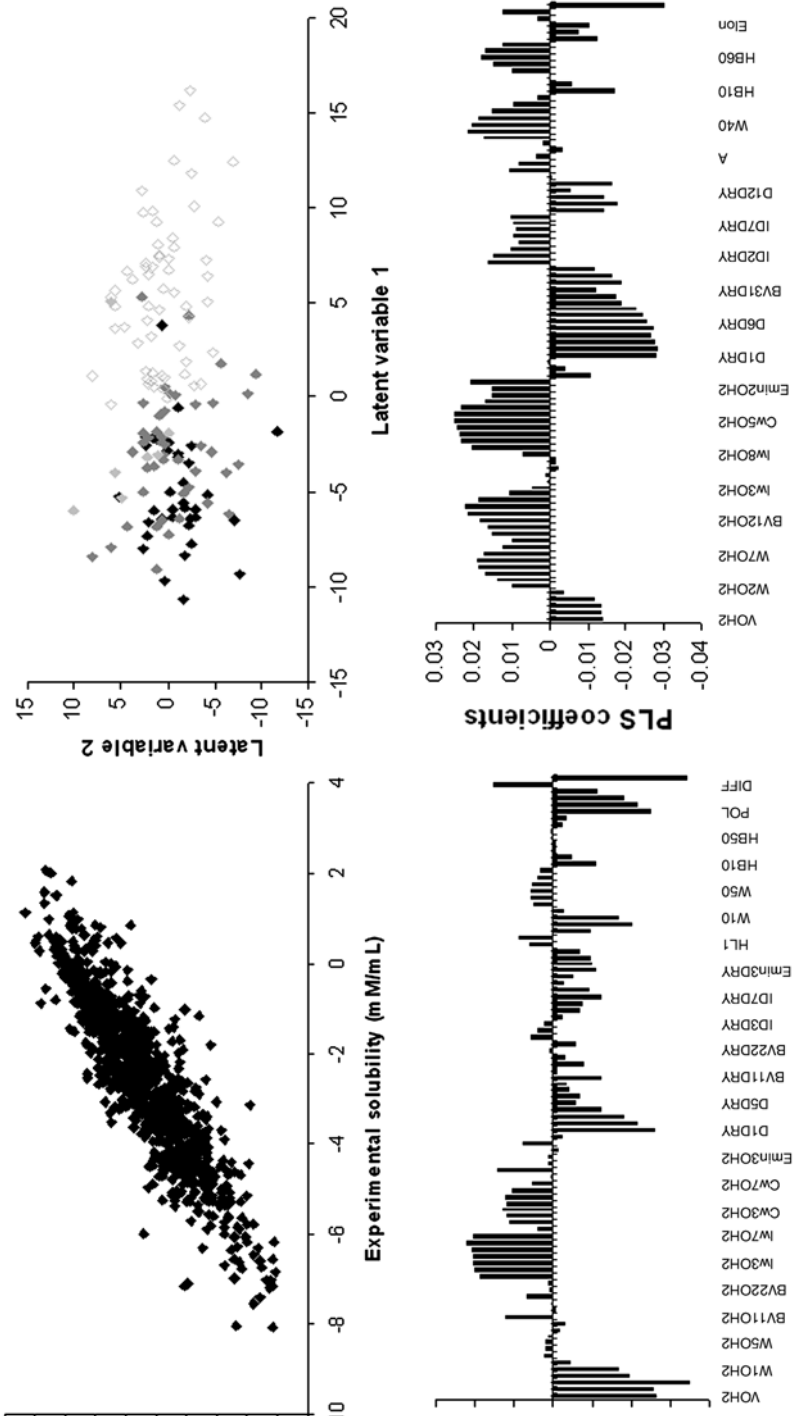 15
10
5
0
-5
-10
-15
Latent variable 2
-15
-10
-5
0
5
10
15
20
Latent variable 1
0.03
0.02
0.01
0
-0.01
-0.02
-0.03
-0.04
PLS coefficients
VOH2
W2OH2
W7OH2
BV12OH2
Iw3OH2
Iw8OH2
Cw5OH2
Emin2OH2
D1DRY
D6DRY
BV31DRY
ID2DRY
ID7DRY
D12DRY
A
W40
HB10
HB60
Elon
10
-8
-6
-4
-2
0
2
4
Experimental solubility (mM/mL)
VOH2
W1OH2
W5OH2
BV11OH2
BV22OH2
Iw3OH2
Iw7OH2
Cw3OH2
Cw7OH2
Emin3OH2
D1DRY
D5DRY
BV11DRY
BV22DRY
ID3DRY
ID7DRY
Emin3DRY
HL1
W10
W50
HB10
HB50
POL
DIFF